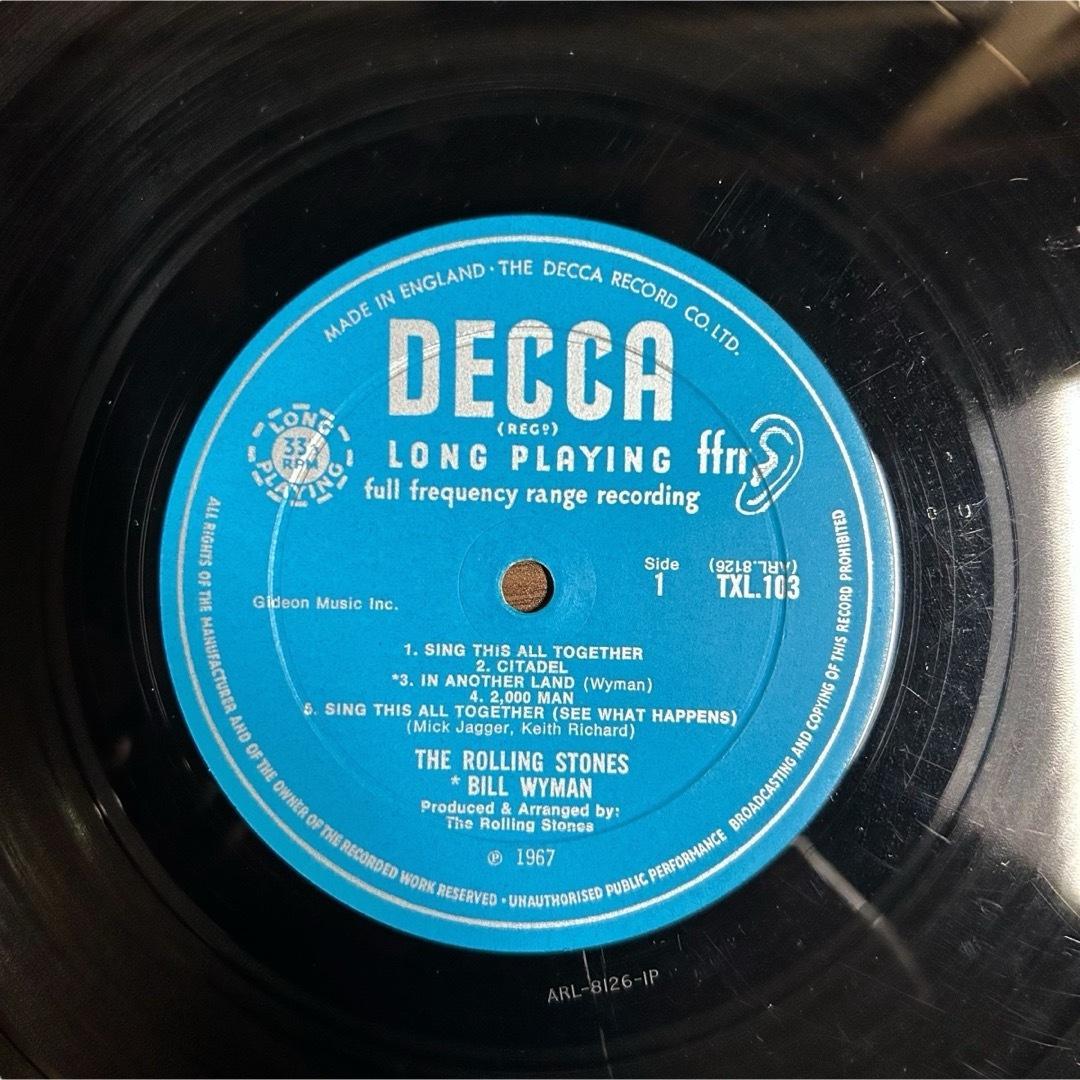 MADE IN ENGLAND · THE DECCA RECORD CO. LTD.
DECCA
(REGD)
LONG PLAYING ffrr
full frequency range recording
LONG
33⅓
RPM
PLAYING
Side
1
(ARL.8126)
TXL.103
Gideon Music Inc.
1. SING THIS ALL TOGETHER
2. CITADEL
*3. IN ANOTHER LAND (Wyman)
4. 2,000 MAN
5. SING THIS ALL TOGETHER (SEE WHAT HAPPENS)
(Mick Jagger, Keith Richard)
THE ROLLING STONES
* BILL WYMAN
Produced & Arranged by:
The Rolling Stones
℗ 1967
ALL RIGHTS OF THE MANUFACTURER AND OF THE OWNER OF THE RECORDED WORK RESERVED · UNAUTHORISED PUBLIC PERFORMANCE BROADCASTING AND COPYING OF THIS RECORD PROHIBITED
ARL-8126-1P